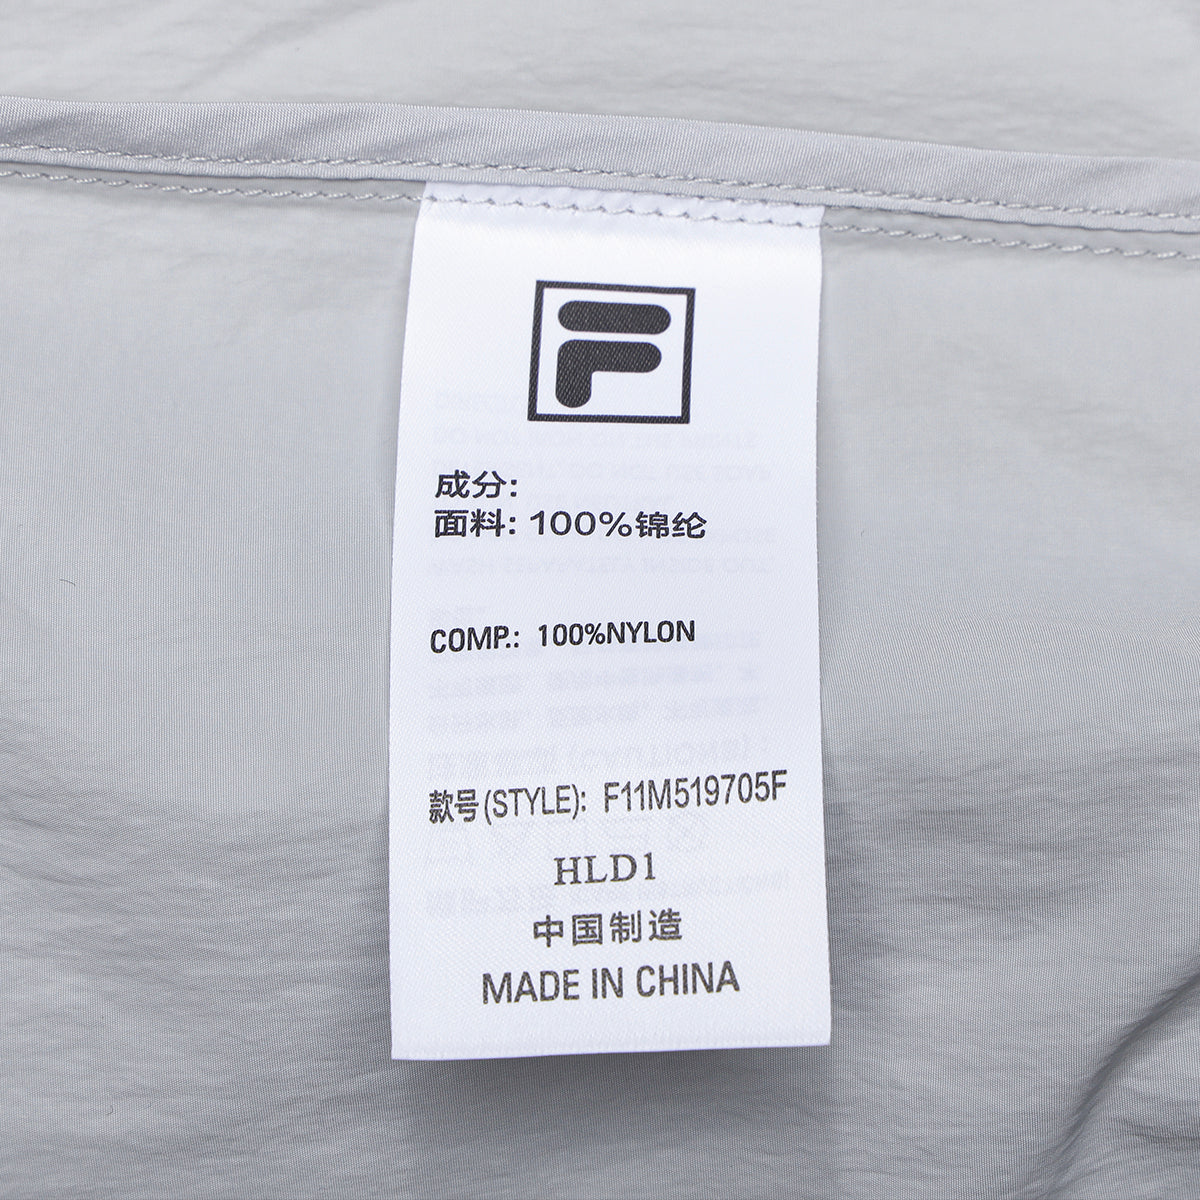 F
成分:
面料: 100%锦纶
COMP.: 100%NYLON
款号(STYLE): F11M519705F
HLD1
中国制造
MADE IN CHINA